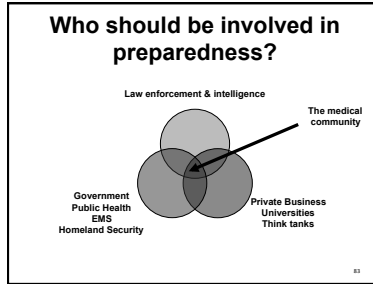 Who should be involved in
preparedness?
Law enforcement & intelligence
The medical
community
Government
Public Health
EMS
Homeland Security
Private Business
Universities
Think tanks
83